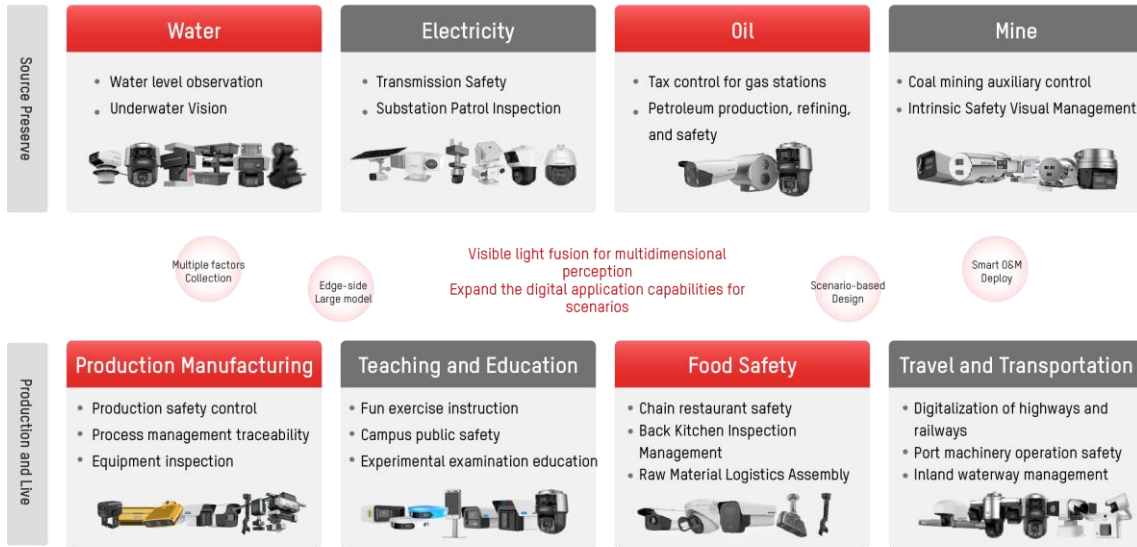 Source Preserve
Water
Water level observation
Underwater Vision
Electricity
Transmission Safety
Substation Patrol Inspection
Oil
Tax control for gas stations
Petroleum production, refining,
and safety
Mine
Coal mining auxiliary control
Intrinsic Safety Visual Management
Multiple factors
Collection
Edge-side
Large model
Visible light fusion for multidimensional
perception
Expand the digital application capabilities for
scenarios
Scenario-based
Design
Smart O&M
Deploy
Production and Live
Production Manufacturing
Production safety control
Process management traceability
Equipment inspection
Teaching and Education
Fun exercise instruction
Campus public safety
Experimental examination education
Food Safety
Chain restaurant safety
Back Kitchen Inspection
Management
Raw Material Logistics Assembly
Travel and Transportation
Digitalization of highways and
railways
Port machinery operation safety
Inland waterway management